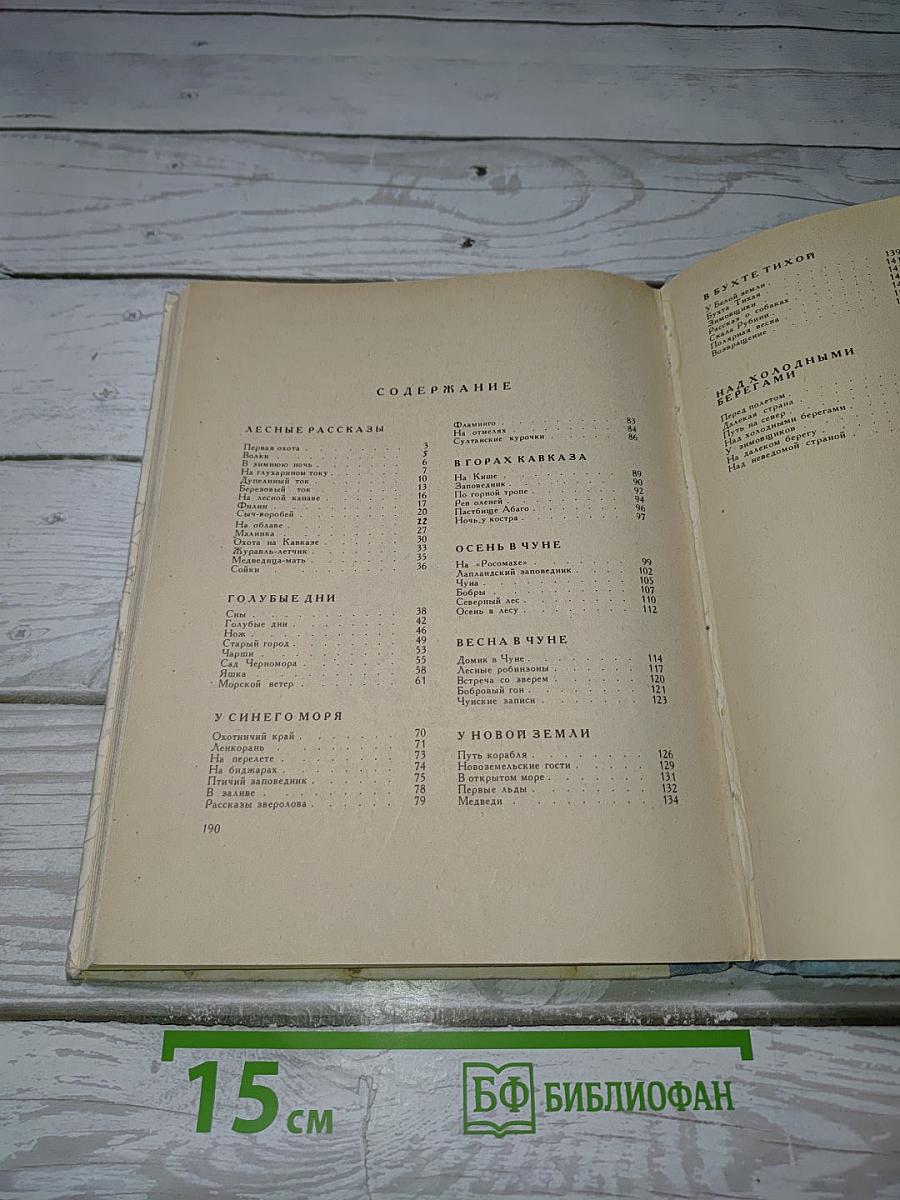 СОДЕРЖАНИЕ
ЛЕСНЫЕ РАССКАЗЫ
Первая охота 3
Волки 5
В зимнюю ночь 6
На глухарином току 7
Дупелиный ток 10
Березовый ток 13
На лесной канаве 16
Филин 17
Сыч-воробей 20
На облаве 22
Малинка 27
Охота на Кавказе 30
Журавль-летчик 33
Медведица-мать 35
Сойки 36
ГОЛУБЫЕ ДНИ
Сны 38
Голубые дни 42
Нож 46
Старый город 49
Чарши 53
Сад Черномора 55
Яшка 58
Морской ветер 61
У СИНЕГО МОРЯ
Охотничий край 70
Ленкорань 71
На перелете 73
На биджарах 74
Птичий заповедник 75
В заливе 78
Рассказы зверолова 79
190
Фламинго 83
На отмелях 84
Султанские курочки 86
В ГОРАХ КАВКАЗА
На Кише 89
Заповедник 90
По горной тропе 92
Рев оленей 94
Пастбище Абаго 96
Ночь у костра 97
ОСЕНЬ В ЧУНЕ
На «Росомахе» 99
Лапландский заповедник 102
Чуна 105
Бобры 107
Северный лес 110
Осень в лесу 112
ВЕСНА В ЧУНЕ
Домик в Чуне 114
Лесные робинзоны 117
Встреча со зверем 120
Бобровый гон 121
Чунские записи 123
У НОВОЙ ЗЕМЛИ
Путь корабля 126
Новоземельские гости 129
В открытом море 131
Первые льды 132
Медведи 134
В БУХТЕ ТИХОЙ
У Белой земли 139
Бухта Тихая
Зимовщики
Рассказ о собаках
Скала Рубини
Полярная весна
Возвращение
НАД ХОЛОДНЫМИ
БЕРЕГАМИ
Перед полетом
Далекая страна
Путь на север
Над холодными берегами
У зимовщиков
На далеком берегу
Над неведомой страной
15 см
БФ БИБЛИОФАН